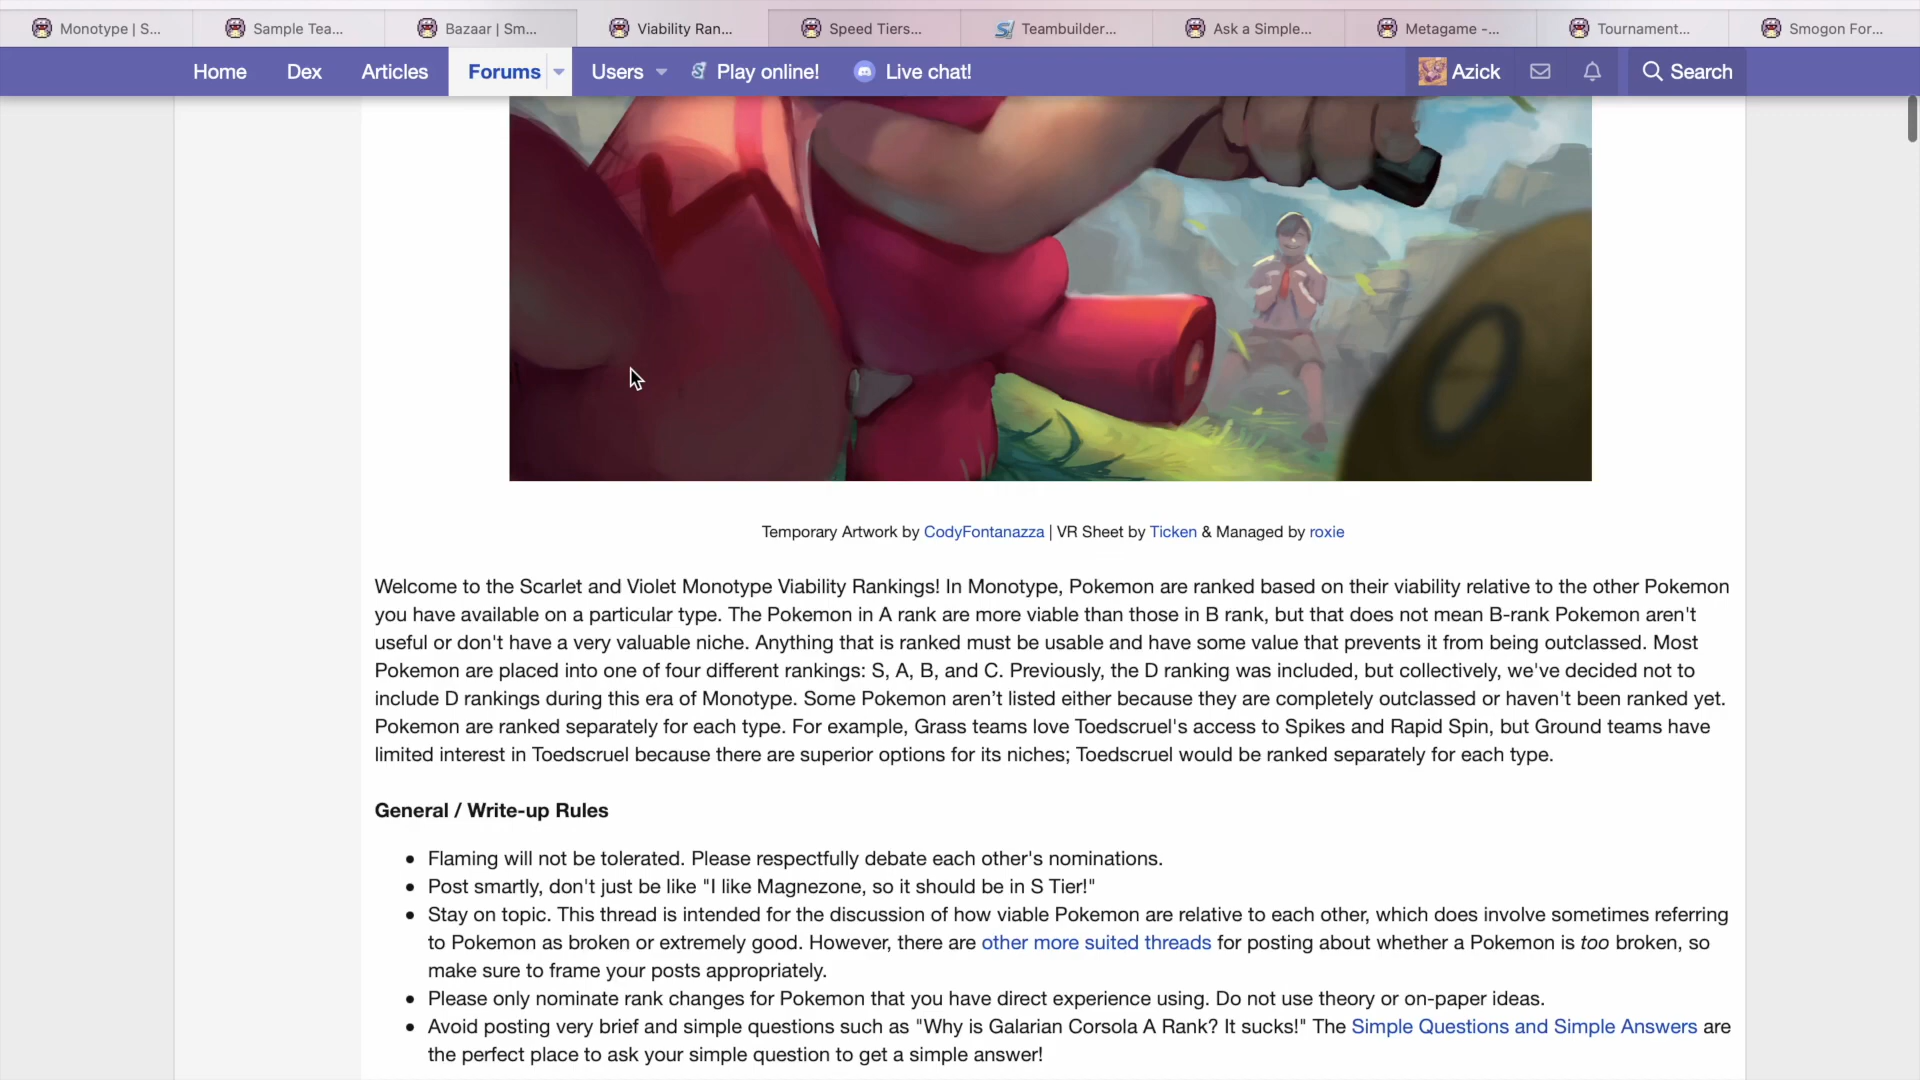 Monotype | S...
Sample Tea...
Bazaar | Sm...
Viability Ran...
Speed Tiers...
Teambuilder...
Ask a Simple...
Metagame -...
Tournament...
Smogon For...
Home
Dex
Articles
Forums
Users
Play online!
Live chat!
Azick
Search
Temporary Artwork by CodyFontanazza | VR Sheet by Ticken & Managed by roxie
Welcome to the Scarlet and Violet Monotype Viability Rankings! In Monotype, Pokemon are ranked based on their viability relative to the other Pokemon
you have available on a particular type. The Pokemon in A rank are more viable than those in B rank, but that does not mean B-rank Pokemon aren't
useful or don't have a very valuable niche. Anything that is ranked must be usable and have some value that prevents it from being outclassed. Most
Pokemon are placed into one of four different rankings: S, A, B, and C. Previously, the D ranking was included, but collectively, we've decided not to
include D rankings during this era of Monotype. Some Pokemon aren’t listed either because they are completely outclassed or haven't been ranked yet.
Pokemon are ranked separately for each type. For example, Grass teams love Toedscruel's access to Spikes and Rapid Spin, but Ground teams have
limited interest in Toedscruel because there are superior options for its niches; Toedscruel would be ranked separately for each type.
General / Write-up Rules
• Flaming will not be tolerated. Please respectfully debate each other's nominations.
• Post smartly, don't just be like "I like Magnezone, so it should be in S Tier!"
• Stay on topic. This thread is intended for the discussion of how viable Pokemon are relative to each other, which does involve sometimes referring
to Pokemon as broken or extremely good. However, there are other more suited threads for posting about whether a Pokemon is too broken, so
make sure to frame your posts appropriately.
• Please only nominate rank changes for Pokemon that you have direct experience using. Do not use theory or on-paper ideas.
• Avoid posting very brief and simple questions such as "Why is Galarian Corsola A Rank? It sucks!" The Simple Questions and Simple Answers are
the perfect place to ask your simple question to get a simple answer!